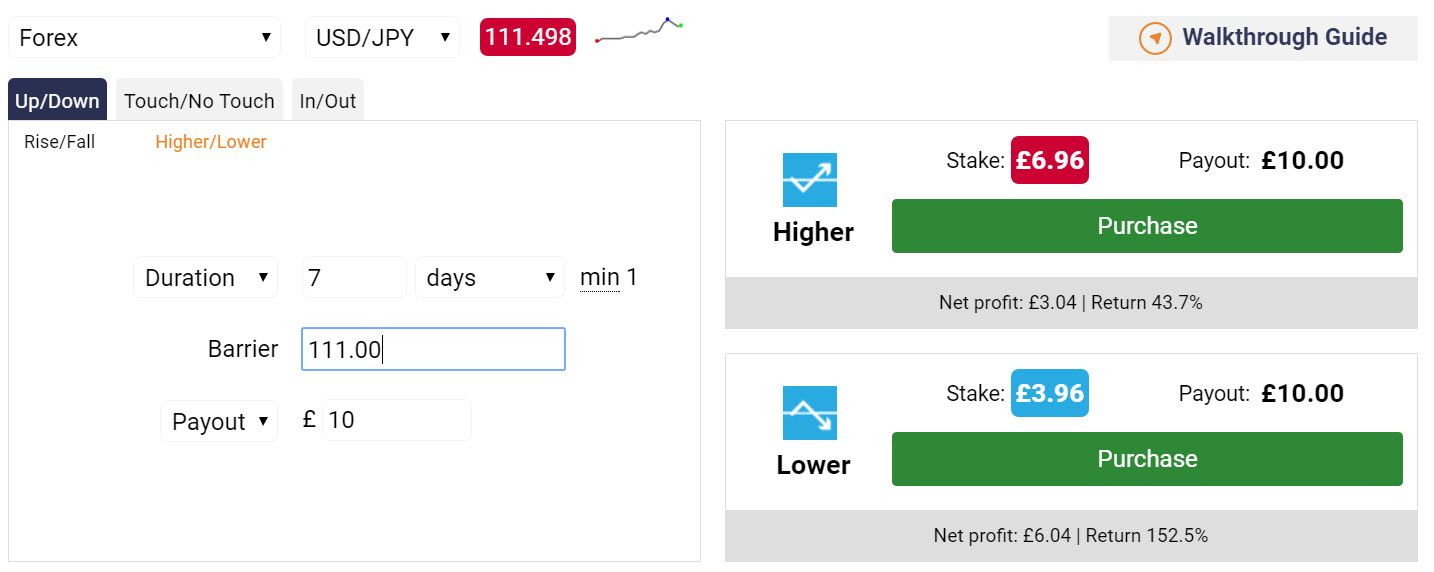 Forex ▼ USD/JPY ▼ 111.498 Walkthrough Guide
Up/Down Touch/No Touch In/Out
Rise/Fall Higher/Lower
Duration ▼ 7 days ▼ min 1
Barrier 111.00
Payout ▼ £ 10
Stake: £6.96 Payout: £10.00
Higher
Purchase
Net profit: £3.04 | Return 43.7%
Stake: £3.96 Payout: £10.00
Lower
Purchase
Net profit: £6.04 | Return 152.5%